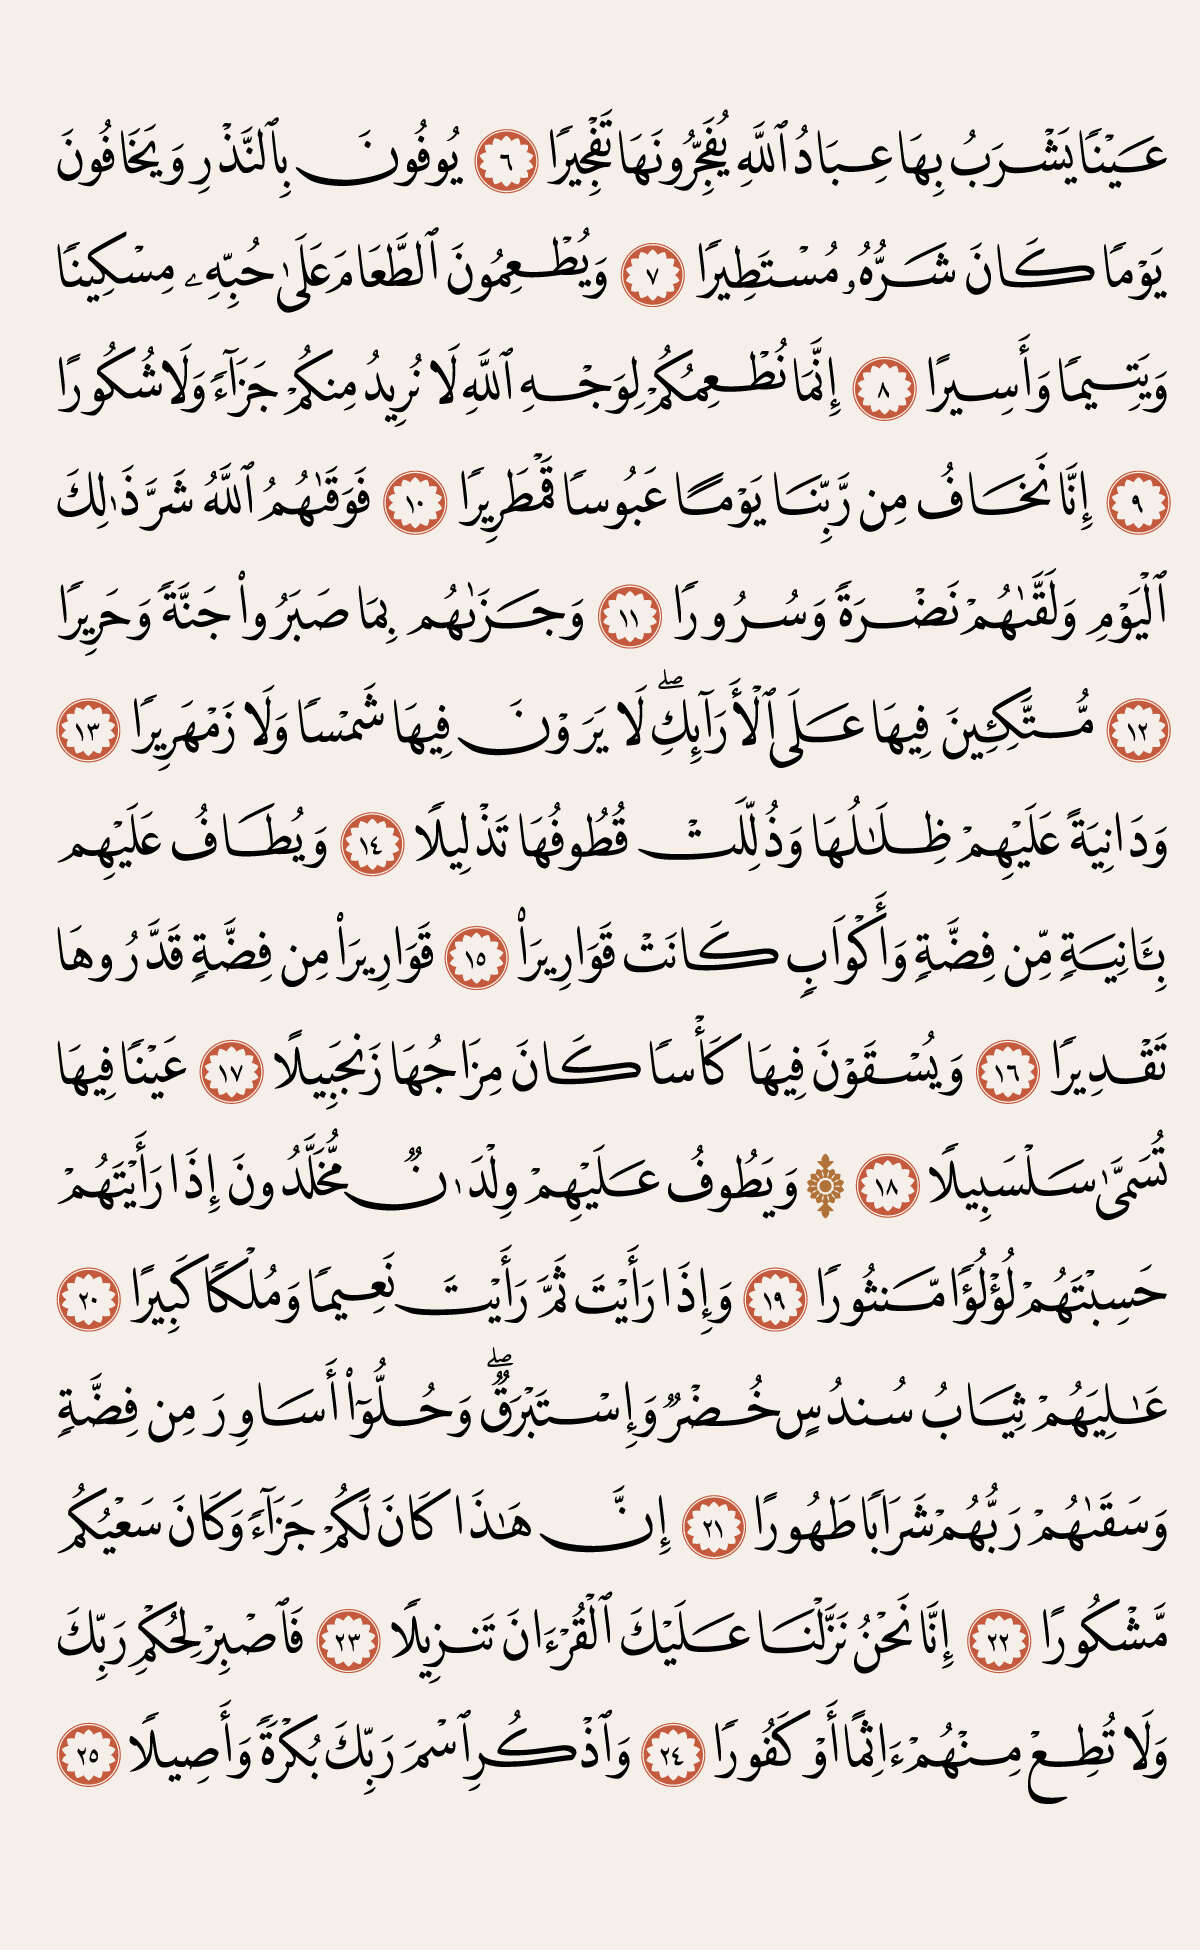 عَيْنًا يَشْرَبُ بِهَا عِبَادُ ٱللَّهِ يُفَجِّرُونَهَا تَفْجِيرًا ٦ يُوفُونَ بِٱلنَّذْرِ وَيَخَافُونَ
يَوْمًا كَانَ شَرُّهُۥ مُسْتَطِيرًا ٧ وَيُطْعِمُونَ ٱلطَّعَامَ عَلَىٰ حُبِّهِۦ مِسْكِينًا
وَيَتِيمًا وَأَسِيرًا ٨ إِنَّمَا نُطْعِمُكُمْ لِوَجْهِ ٱللَّهِ لَا نُرِيدُ مِنكُمْ جَزَآءً وَلَا شُكُورًا
٩ إِنَّا نَخَافُ مِن رَّبِّنَا يَوْمًا عَبُوسًا قَمْطَرِيرًا ١٠ فَوَقَىٰهُمُ ٱللَّهُ شَرَّ ذَٰلِكَ
ٱلْيَوْمِ وَلَقَّىٰهُمْ نَضْرَةً وَسُرُورًا ١١ وَجَزَىٰهُم بِمَا صَبَرُوا۟ جَنَّةً وَحَرِيرًا
١٢ مُّتَّكِـِٔينَ فِيهَا عَلَى ٱلْأَرَآئِكِ ۖ لَا يَرَوْنَ فِيهَا شَمْسًا وَلَا زَمْهَرِيرًا ١٣
وَدَانِيَةً عَلَيْهِمْ ظِلَـٰلُهَا وَذُلِّلَتْ قُطُوفُهَا تَذْلِيلًا ١٤ وَيُطَافُ عَلَيْهِم
بِـَٔانِيَةٍ مِّن فِضَّةٍ وَأَكْوَابٍ كَانَتْ قَوَارِيرَا۠ ١٥ قَوَارِيرَا۟ مِن فِضَّةٍ قَدَّرُوهَا
تَقْدِيرًا ١٦ وَيُسْقَوْنَ فِيهَا كَأْسًا كَانَ مِزَاجُهَا زَنجَبِيلًا ١٧ عَيْنًا فِيهَا
تُسَمَّىٰ سَلْسَبِيلًا ١٨ ۞ وَيَطُوفُ عَلَيْهِمْ وِلْدَٰنٌ مُّخَلَّدُونَ إِذَا رَأَيْتَهُمْ
حَسِبْتَهُمْ لُؤْلُؤًا مَّنثُورًا ١٩ وَإِذَا رَأَيْتَ ثَمَّ رَأَيْتَ نَعِيمًا وَمُلْكًا كَبِيرًا ٢٠
عَـٰلِيَهُمْ ثِيَابُ سُندُسٍ خُضْرٌ وَإِسْتَبْرَقٌ ۖ وَحُلُّوٓا۟ أَسَاوِرَ مِن فِضَّةٍ
وَسَقَىٰهُمْ رَبُّهُمْ شَرَابًا طَهُورًا ٢١ إِنَّ هَـٰذَا كَانَ لَكُمْ جَزَآءً وَكَانَ سَعْيُكُم
مَّشْكُورًا ٢٢ إِنَّا نَحْنُ نَزَّلْنَا عَلَيْكَ ٱلْقُرْءَانَ تَنزِيلًا ٢٣ فَٱصْبِرْ لِحُكْمِ رَبِّكَ
وَلَا تُطِعْ مِنْهُمْ ءَاثِمًا أَوْ كَفُورًا ٢٤ وَٱذْكُرِ ٱسْمَ رَبِّكَ بُكْرَةً وَأَصِيلًا ٢٥